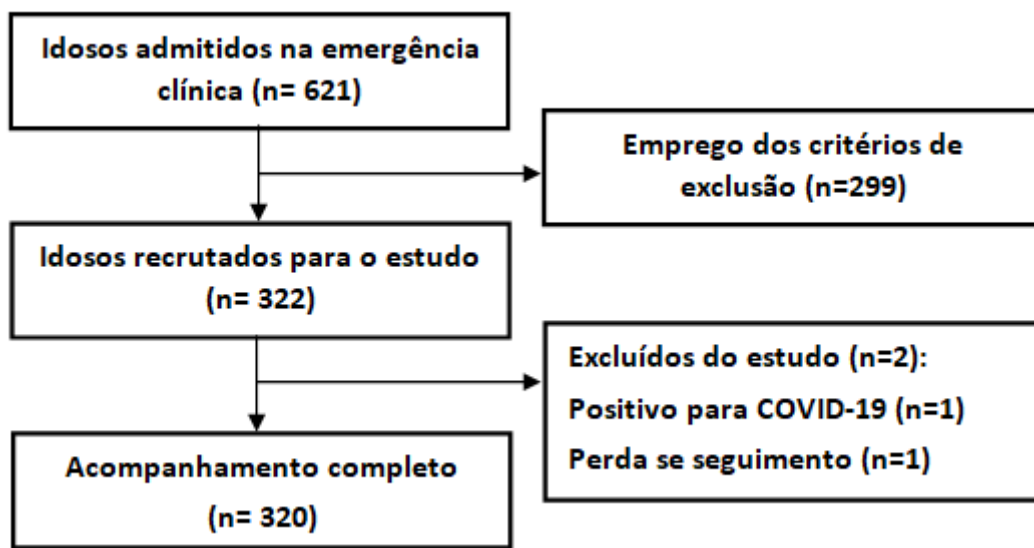 Idosos admitidos na emergência
clínica (n= 621)
Emprego dos critérios de
exclusão (n=299)
Idosos recrutados para o estudo
(n= 322)
Excluídos do estudo (n=2):
Positivo para COVID-19 (n=1)
Perda se seguimento (n=1)
Acompanhamento completo
(n= 320)